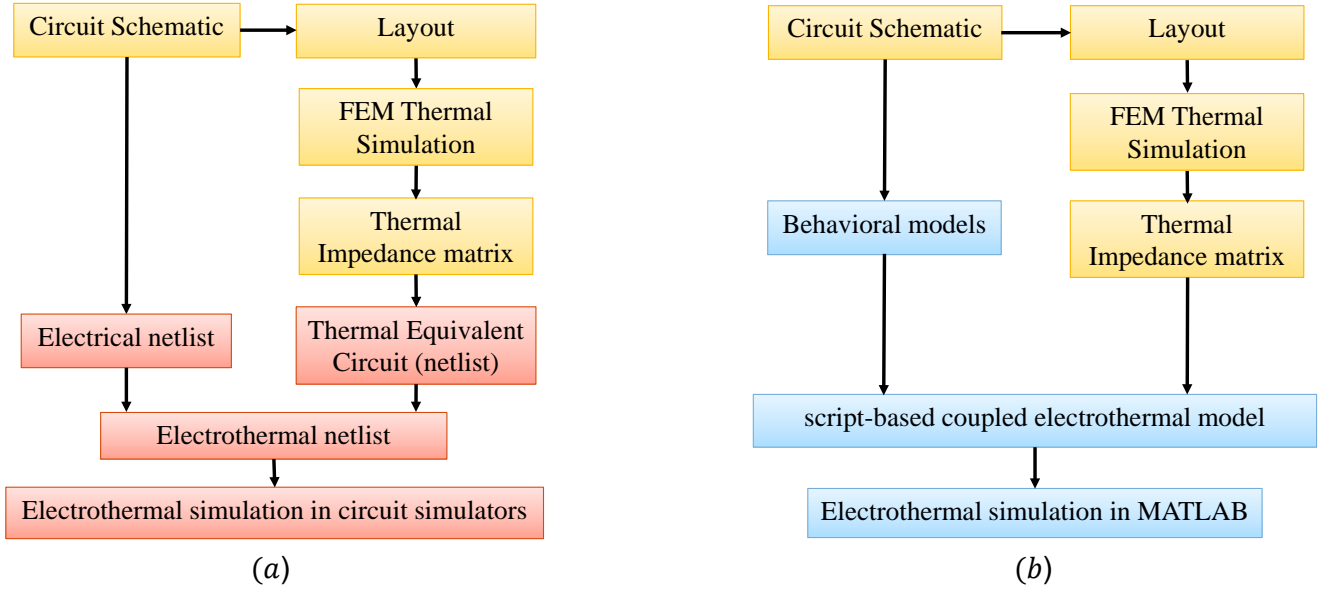 Circuit Schematic
Layout
FEM Thermal
Simulation
Thermal
Impedance matrix
Electrical netlist
Thermal Equivalent
Circuit (netlist)
Electrothermal netlist
Electrothermal simulation in circuit simulators
(a)
Circuit Schematic
Layout
FEM Thermal
Simulation
Behavioral models
Thermal
Impedance matrix
script-based coupled electrothermal model
Electrothermal simulation in MATLAB
(b)